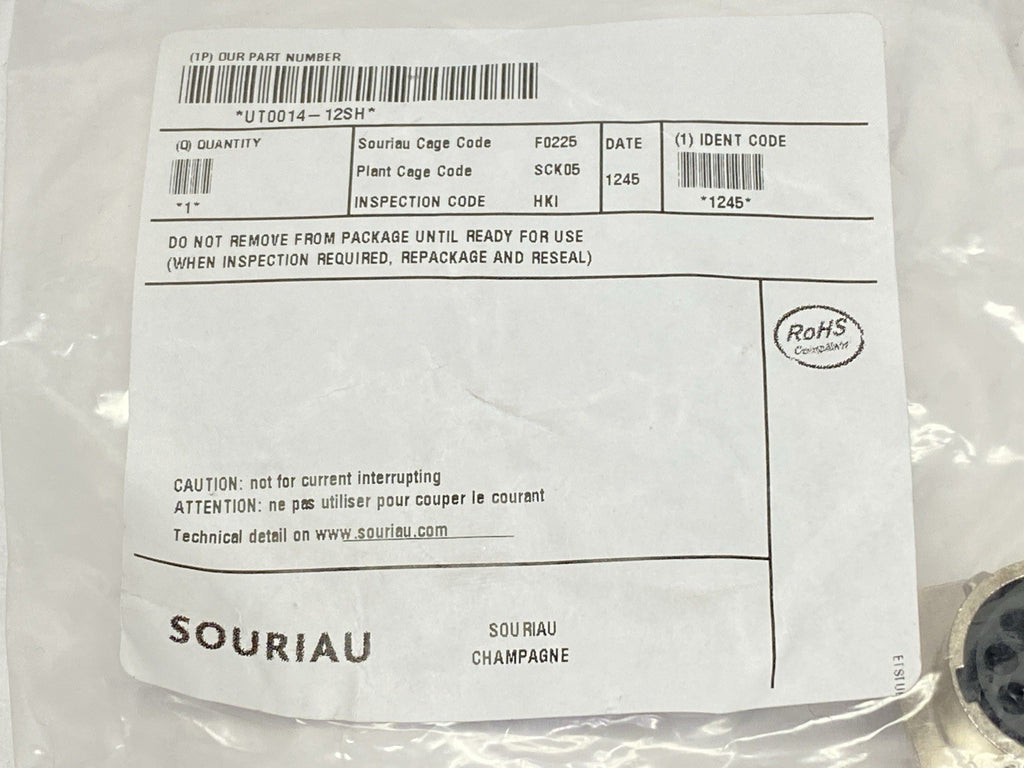 (1P) OUR PART NUMBER
*UT0014-12SH*
(Q) QUANTITY
*1*
Souriau Cage Code F0225
Plant Cage Code SCK05
INSPECTION CODE HKI
DATE
1245
(1) IDENT CODE
*1245*
DO NOT REMOVE FROM PACKAGE UNTIL READY FOR USE
(WHEN INSPECTION REQUIRED, REPACKAGE AND RESEAL)
RoHS
Compliant
CAUTION: not for current interrupting
ATTENTION: ne pas utiliser pour couper le courant
Technical detail on www.souriau.com
SOURIAU
SOURIAU
CHAMPAGNE